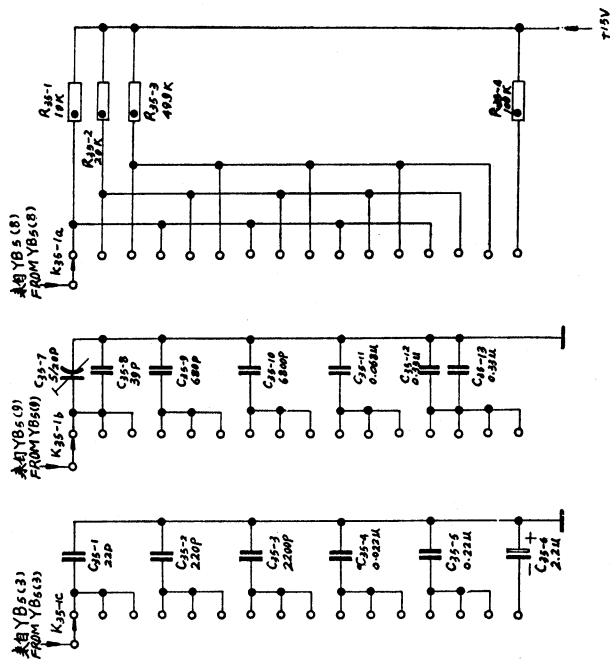 +15V
R35-1
10K
R35-2
20K
R35-3
49.9K
R35-4
100K
来自YB5(8)
FROM YB5(8)
K35-1a
C35-7
5/20P
C35-8
39P
C35-9
680P
C35-10
6800P
C35-11
0.068U
C35-12
0.33U
C35-13
0.33U
来自YB5(9)
FROM YB5(9)
K35-1b
C35-1
22P
C35-2
220P
C35-3
2200P
C35-4
0.022U
C35-5
0.22U
+
−
C35-6
2.2U
来自YB5(3)
FROM YB5(3)
K35-1c